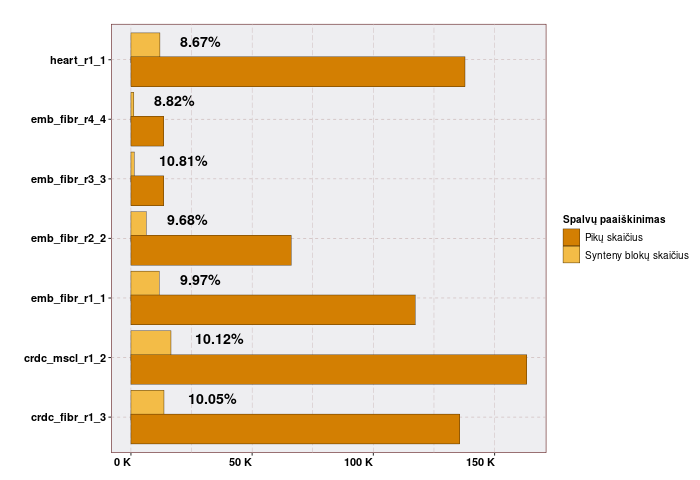 heart_r1_1
8.67%
emb_fibr_r4_4
8.82%
emb_fibr_r3_3
10.81%
emb_fibr_r2_2
9.68%
emb_fibr_r1_1
9.97%
crdc_mscl_r1_2
10.12%
crdc_fibr_r1_3
10.05%
0 K 50 K 100 K 150 K
Spalvų paaiškinimas
Pikų skaičius
Synteny blokų skaičius